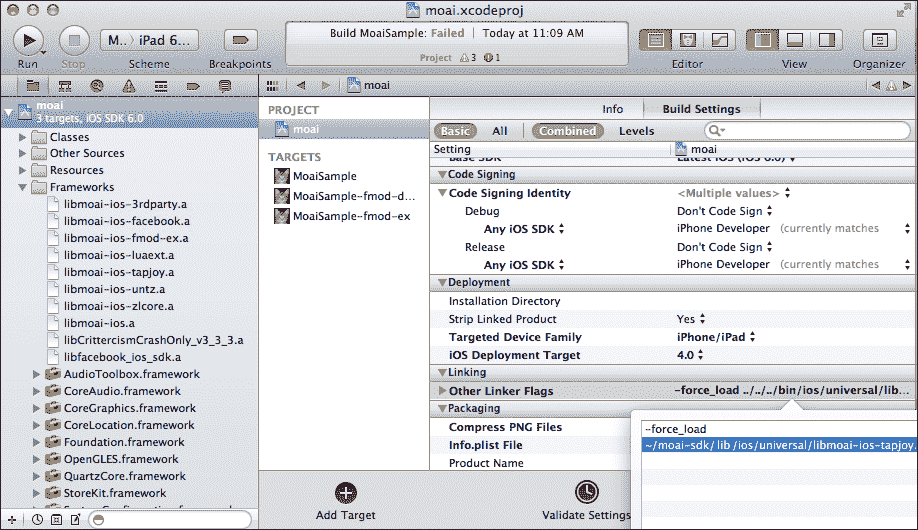 moai.xcodeproj
M... iPad 6...
Build MoaiSample: Failed | Today at 11:09 AM
Project 3 1
Run Stop Scheme Breakpoints Editor View Organizer
moai
3 targets, iOS SDK 6.0
Classes
Other Sources
Resources
Frameworks
libmoai-ios-3rdparty.a
libmoai-ios-facebook.a
libmoai-ios-fmod-ex.a
libmoai-ios-luaext.a
libmoai-ios-tapjoy.a
libmoai-ios-untz.a
libmoai-ios-zlcore.a
libmoai-ios.a
libCrittercismCrashOnly_v3_3_3.a
libfacebook_ios_sdk.a
AudioToolbox.framework
CoreAudio.framework
CoreGraphics.framework
CoreLocation.framework
Foundation.framework
OpenGLES.framework
QuartzCore.framework
StoreKit.framework
moai
PROJECT
moai
TARGETS
MoaiSample
MoaiSample-fmod-d...
MoaiSample-fmod-ex
Info Build Settings
Basic All Combined Levels
Setting moai
Base SDK Latest iOS (iOS 6.0)
Code Signing
Code Signing Identity <Multiple values>
Debug Don't Code Sign
Any iOS SDK iPhone Developer (currently matches
Release Don't Code Sign
Any iOS SDK iPhone Developer (currently matches
Deployment
Installation Directory
Strip Linked Product Yes
Targeted Device Family iPhone/iPad
iOS Deployment Target 4.0
Linking
Other Linker Flags -force_load ../../../bin/ios/universal/lib...
Packaging
Compress PNG Files
Info.plist File
Product Name
-force_load
~/moai-sdk/lib/ios/universal/libmoai-ios-tapjoy.
Add Target Validate Settings